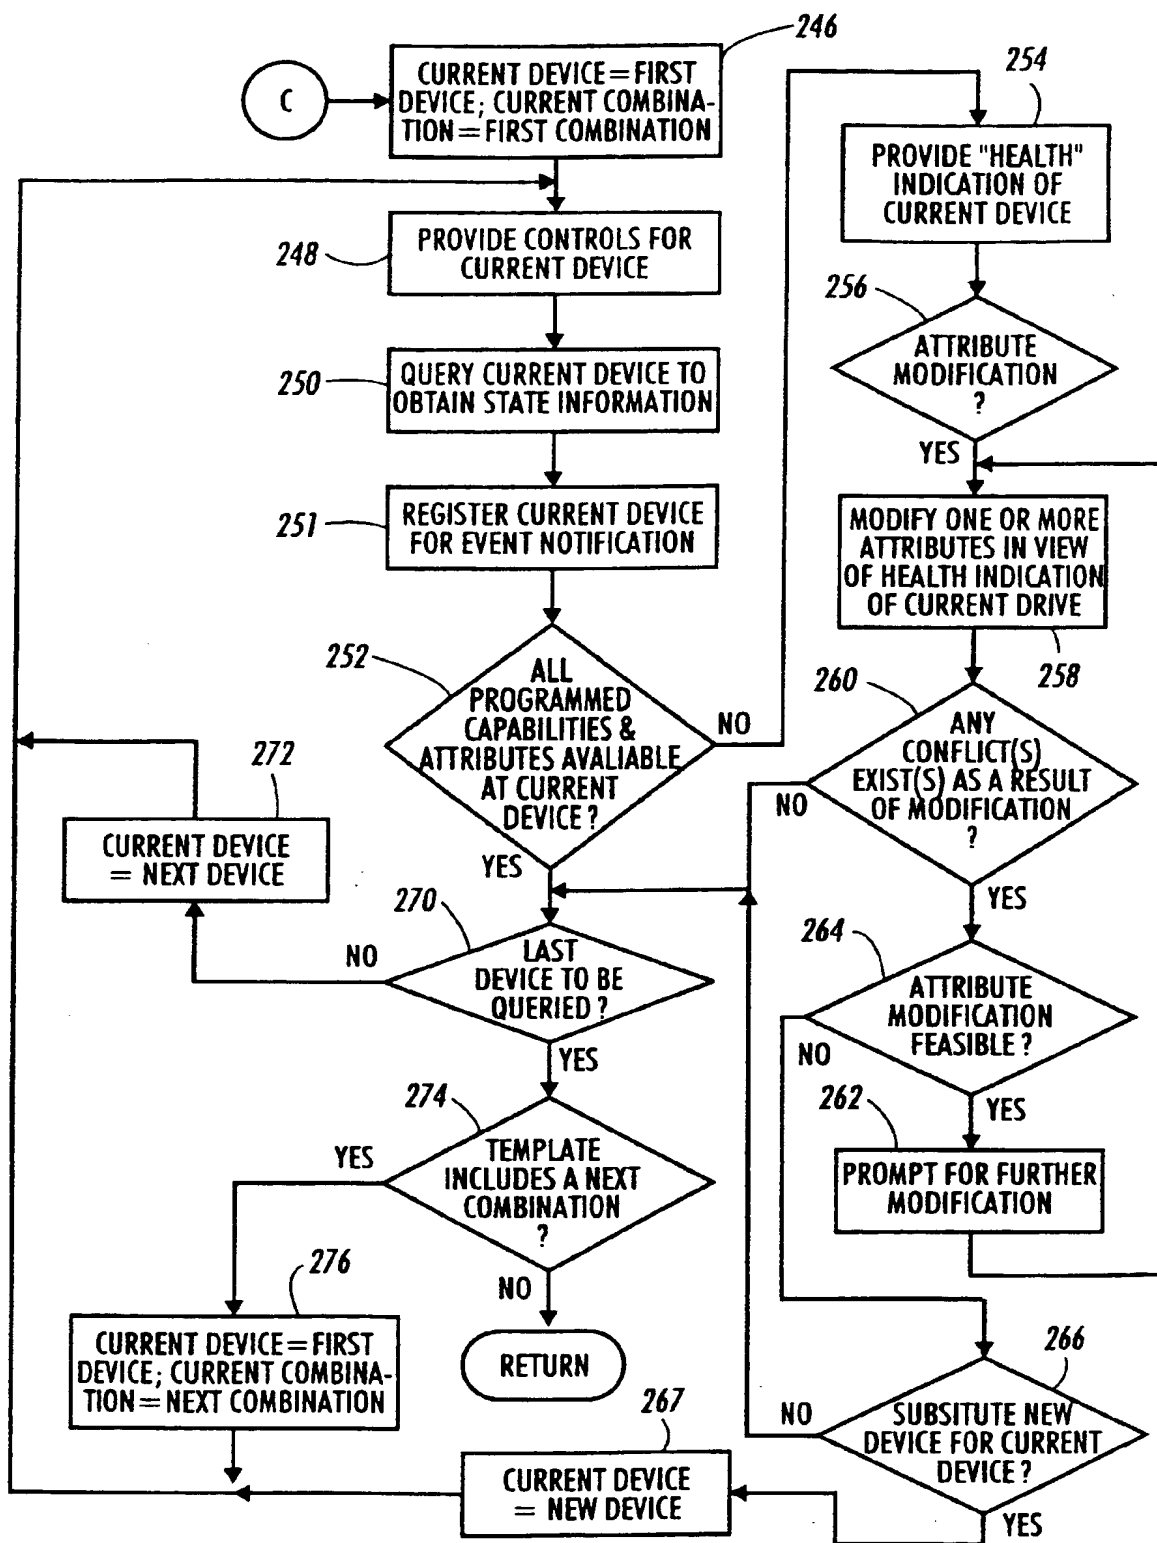 246
C
CURRENT DEVICE=FIRST
DEVICE; CURRENT COMBINA-
TION=FIRST COMBINATION
254
PROVIDE "HEALTH"
INDICATION OF
CURRENT DEVICE
248
PROVIDE CONTROLS FOR
CURRENT DEVICE
256
ATTRIBUTE
MODIFICATION
?
YES
250
QUERY CURRENT DEVICE TO
OBTAIN STATE INFORMATION
251
REGISTER CURRENT DEVICE
FOR EVENT NOTIFICATION
MODIFY ONE OR MORE
ATTRIBUTES IN VIEW
OF HEALTH INDICATION
OF CURRENT DRIVE
258
252
ALL
PROGRAMMED
CAPABILITIES &
ATTRIBUTES AVALIABLE
AT CURRENT
DEVICE ?
NO
YES
260
ANY
CONFLICT(S)
EXIST(S) AS A RESULT
OF MODIFICATION
?
NO
YES
272
CURRENT DEVICE
= NEXT DEVICE
270
LAST
DEVICE TO BE
QUERIED ?
NO
YES
264
ATTRIBUTE
MODIFICATION
FEASIBLE ?
NO
YES
262
PROMPT FOR FURTHER
MODIFICATION
274
TEMPLATE
INCLUDES A NEXT
COMBINATION
?
YES
NO
276
CURRENT DEVICE=FIRST
DEVICE; CURRENT COMBINA-
TION=NEXT COMBINATION
RETURN
266
SUBSITUTE NEW
DEVICE FOR CURRENT
DEVICE ?
NO
YES
267
CURRENT DEVICE
= NEW DEVICE